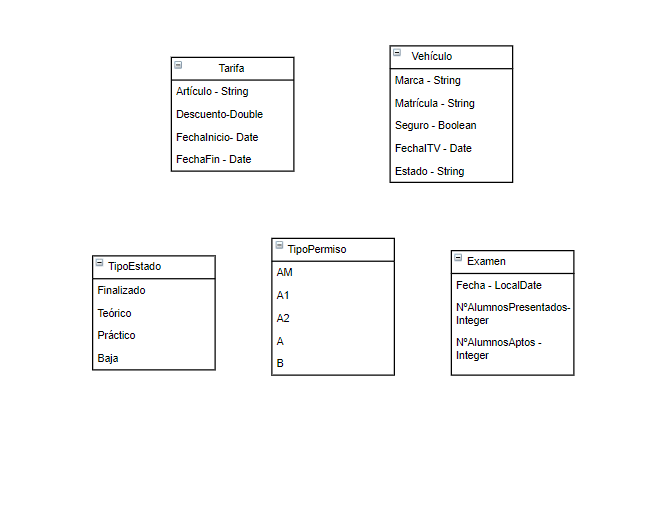 Tarifa
Artículo - String
Descuento-Double
FechaInicio- Date
FechaFin - Date
Vehículo
Marca - String
Matrícula - String
Seguro - Boolean
FechaITV - Date
Estado - String
TipoEstado
Finalizado
Teórico
Práctico
Baja
TipoPermiso
AM
A1
A2
A
B
Examen
Fecha - LocalDate
NºAlumnosPresentados-
Integer
NºAlumnosAptos -
Integer